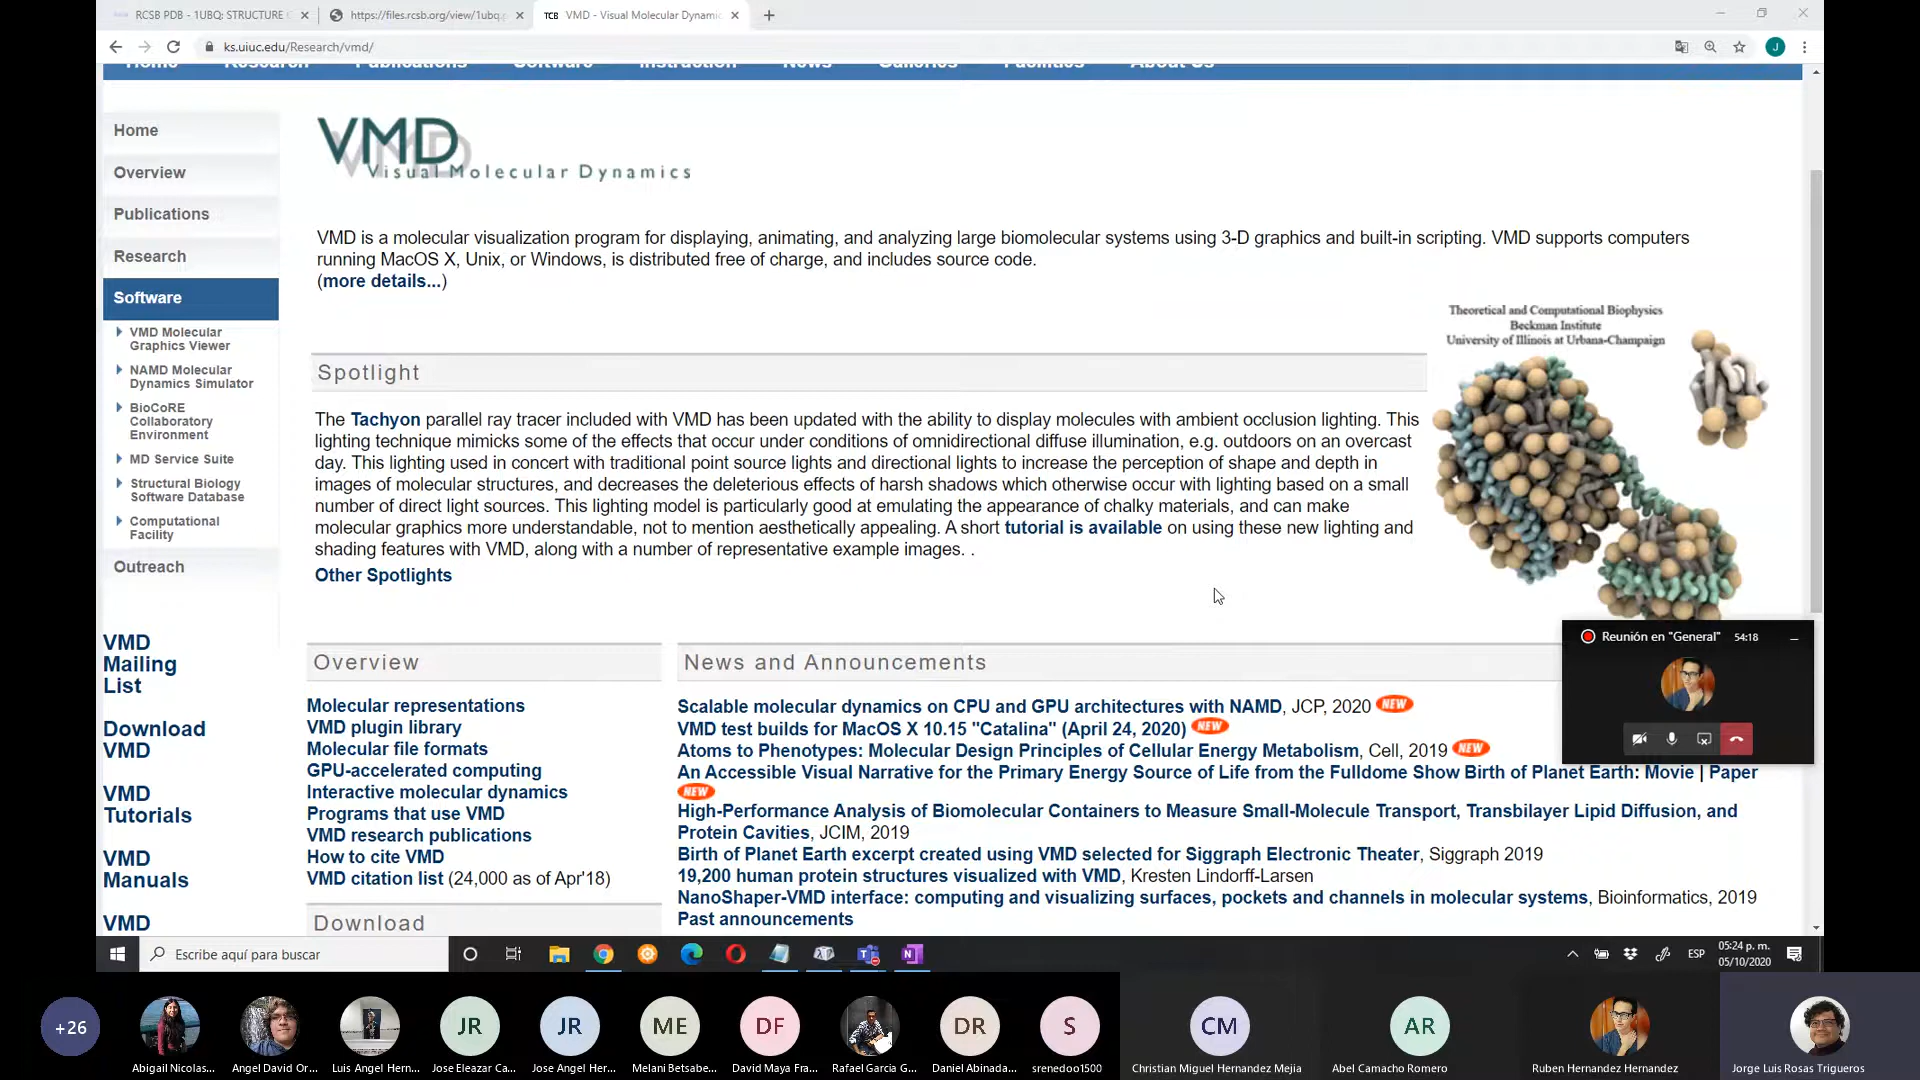 RCSB PDB - 1UBQ: STRUCTURE
https://files.rcsb.org/view/1ubq.p
TCB VMD - Visual Molecular Dynamic
ks.uiuc.edu/Research/vmd/
J
Home Research Publications Software Instruction News Galleries Facilities About Us
Home
Overview
Publications
Research
Software
VMD Molecular
Graphics Viewer
NAMD Molecular
Dynamics Simulator
BioCoRE
Collaboratory
Environment
MD Service Suite
Structural Biology
Software Database
Computational
Facility
Outreach
VMD
Mailing
List
Download
VMD
VMD
Tutorials
VMD
Manuals
VMD
VMD
Visual Molecular Dynamics
VMD is a molecular visualization program for displaying, animating, and analyzing large biomolecular systems using 3-D graphics and built-in scripting. VMD supports computers
running MacOS X, Unix, or Windows, is distributed free of charge, and includes source code.
(more details...)
Theoretical and Computational Biophysics
Beckman Institute
University of Illinois at Urbana-Champaign
Spotlight
The Tachyon parallel ray tracer included with VMD has been updated with the ability to display molecules with ambient occlusion lighting. This
lighting technique mimicks some of the effects that occur under conditions of omnidirectional diffuse illumination, e.g. outdoors on an overcast
day. This lighting used in concert with traditional point source lights and directional lights to increase the perception of shape and depth in
images of molecular structures, and decreases the deleterious effects of harsh shadows which otherwise occur with lighting based on a small
number of direct light sources. This lighting model is particularly good at emulating the appearance of chalky materials, and can make
molecular graphics more understandable, not to mention aesthetically appealing. A short tutorial is available on using these new lighting and
shading features with VMD, along with a number of representative example images. .
Other Spotlights
Overview
Molecular representations
VMD plugin library
Molecular file formats
GPU-accelerated computing
Interactive molecular dynamics
Programs that use VMD
VMD research publications
How to cite VMD
VMD citation list (24,000 as of Apr'18)
Download
News and Announcements
Scalable molecular dynamics on CPU and GPU architectures with NAMD, JCP, 2020 NEW
VMD test builds for MacOS X 10.15 "Catalina" (April 24, 2020) NEW
Atoms to Phenotypes: Molecular Design Principles of Cellular Energy Metabolism, Cell, 2019 NEW
An Accessible Visual Narrative for the Primary Energy Source of Life from the Fulldome Show Birth of Planet Earth: Movie | Paper
NEW
High-Performance Analysis of Biomolecular Containers to Measure Small-Molecule Transport, Transbilayer Lipid Diffusion, and
Protein Cavities, JCIM, 2019
Birth of Planet Earth excerpt created using VMD selected for Siggraph Electronic Theater, Siggraph 2019
19,200 human protein structures visualized with VMD, Kresten Lindorff-Larsen
NanoShaper-VMD interface: computing and visualizing surfaces, pockets and channels in molecular systems, Bioinformatics, 2019
Past announcements
Reunión en "General" 54:18
Escribe aquí para buscar
ESP
05:24 p. m.
05/10/2020
+26
JR JR ME DF DR S CM AR
Abigail Nicolas... Angel David Or... Luis Angel Hern... Jose Eleazar Ca... Jose Angel Her... Melani Betsabe... David Maya Fra... Rafael Garcia G... Daniel Abinada... srenedoo1500 Christian Miguel Hernandez Mejia Abel Camacho Romero Ruben Hernandez Hernandez Jorge Luis Rosas Trigueros